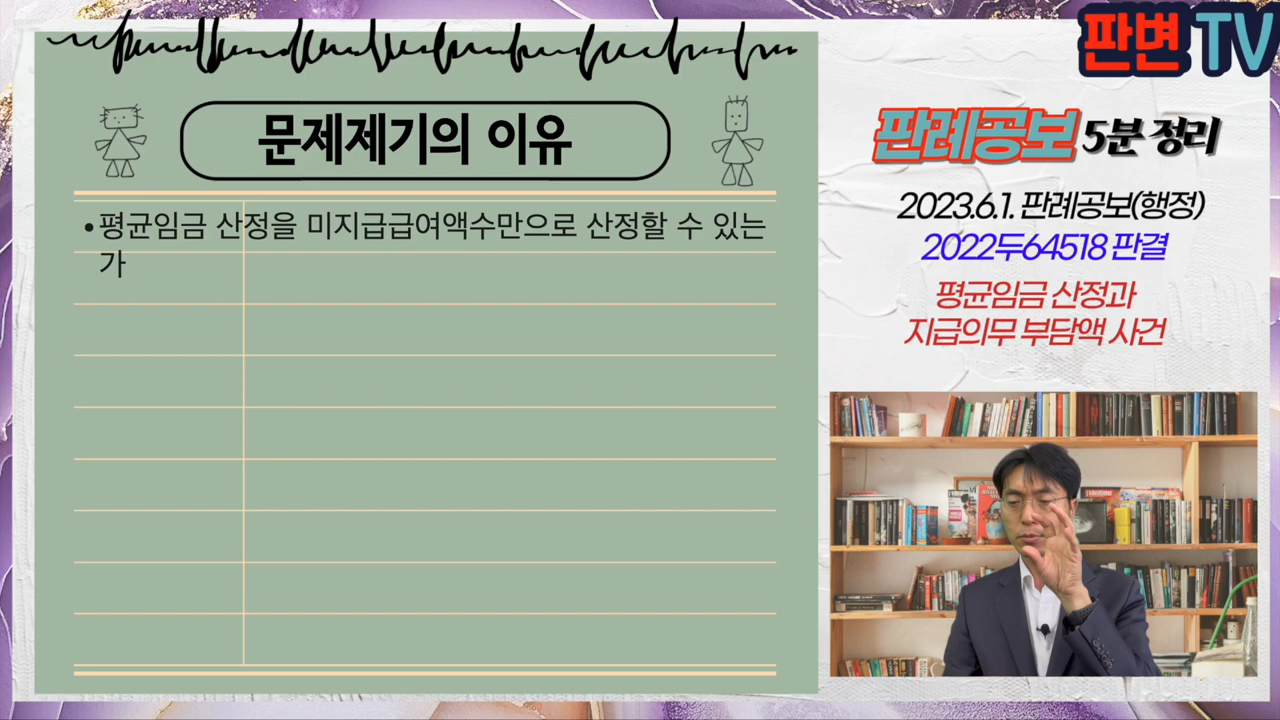 판변 TV
문제제기의 이유
• 평균임금 산정을 미지급급여액수만으로 산정할 수 있는
가
판례공보 5분 정리
2023.6.1. 판례공보(행정)
2022두64518 판결
평균임금 산정과
지급의무 부담액 사건